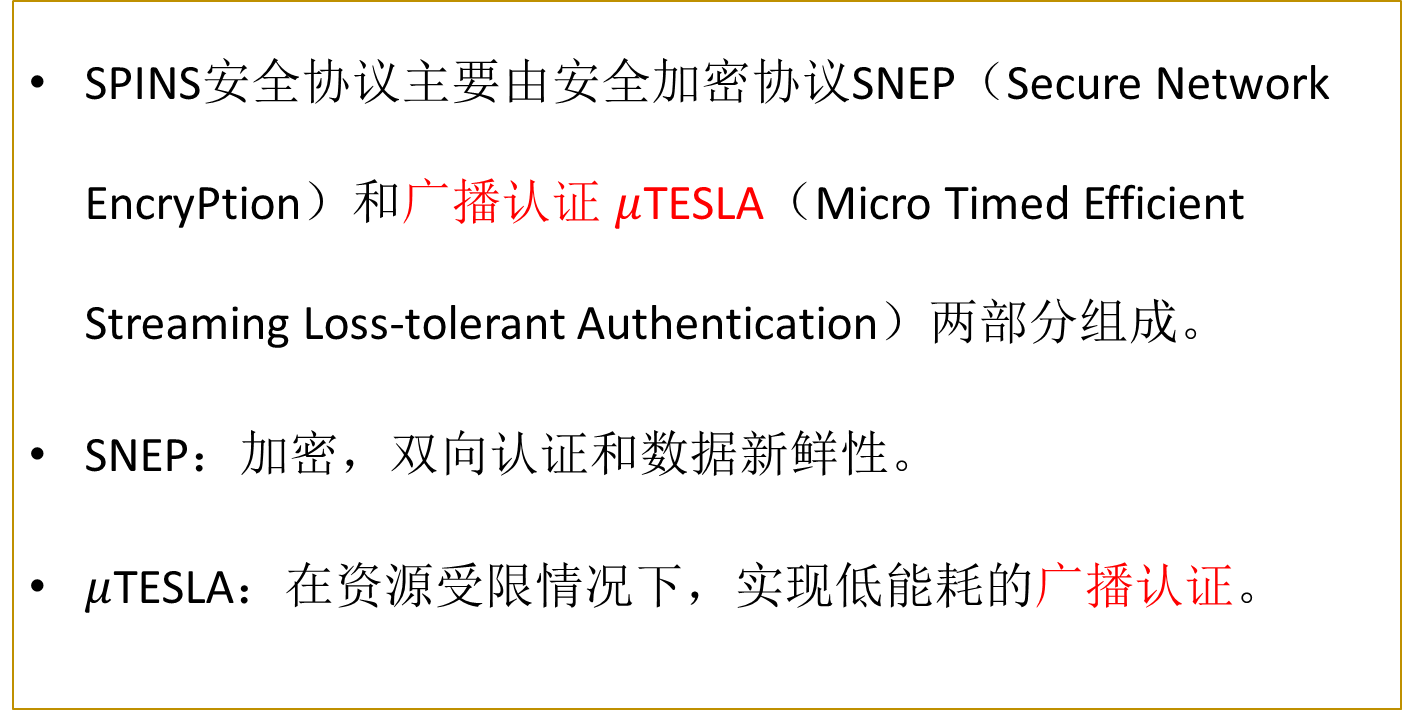 • SPINS安全协议主要由安全加密协议SNEP（Secure Network
EncryPtion）和广播认证 𝜇TESLA（Micro Timed Efficient
Streaming Loss-tolerant Authentication）两部分组成。
• SNEP：加密，双向认证和数据新鲜性。
• 𝜇TESLA：在资源受限情况下，实现低能耗的广播认证。